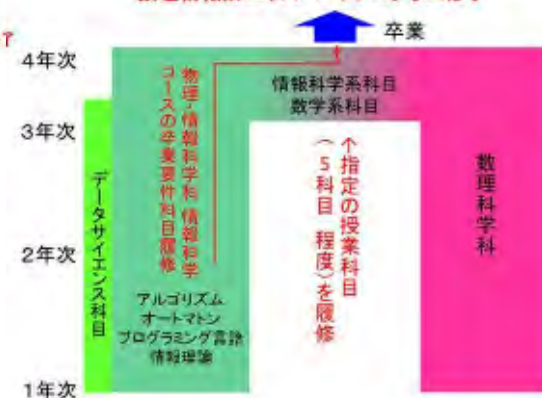 卒業
4年次
3年次
2年次
1年次
データサイエンス科目
物理・情報科学科 情報科学
コースの卒業要件科目履修
アルゴリズム
オートマトン
プログラミング言語
情報理論
情報科学系科目
数学系科目
个指定の授業科目
(5科目 程度)を履修
数理科学科